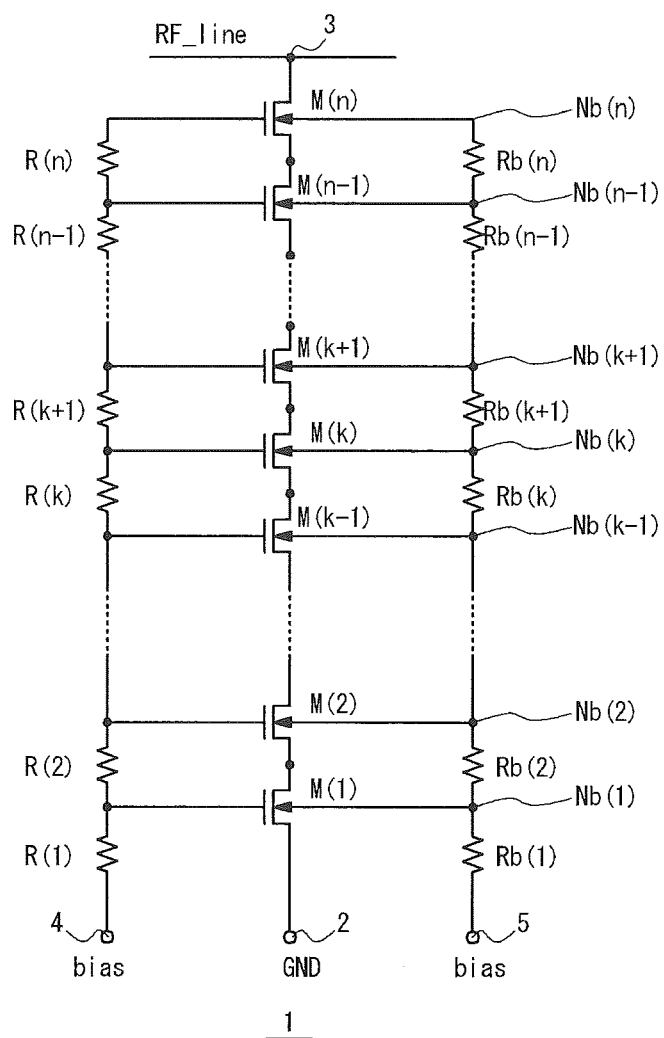 3
RF_line
M(n)
Nb(n)
R(n)
Rb(n)
M(n-1)
Nb(n-1)
R(n-1)
Rb(n-1)
M(k+1)
Nb(k+1)
R(k+1)
Rb(k+1)
M(k)
Nb(k)
R(k)
Rb(k)
M(k-1)
Nb(k-1)
M(2)
Nb(2)
R(2)
Rb(2)
M(1)
Nb(1)
R(1)
Rb(1)
4
2
5
bias
GND
bias
1